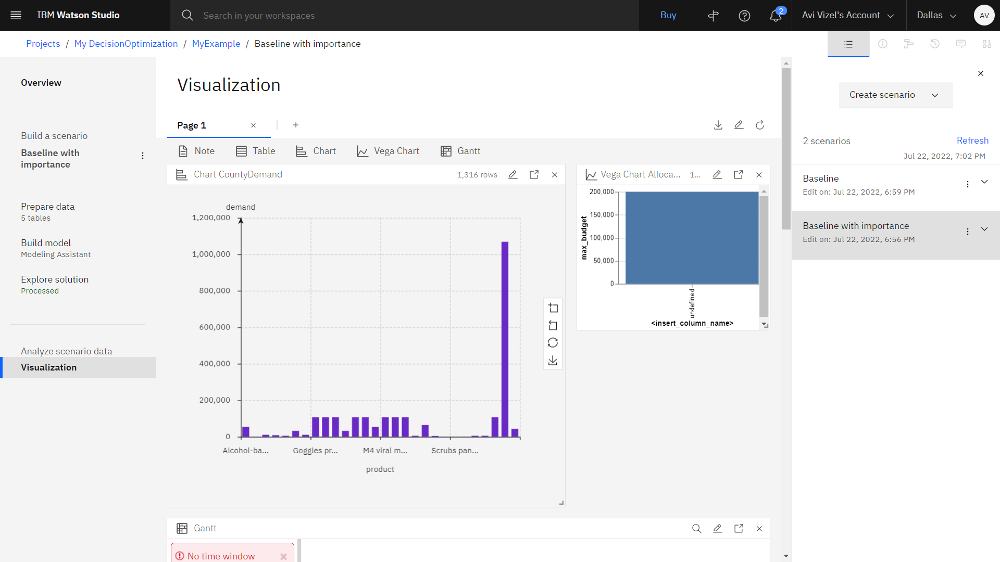 IBM Watson Studio
Search in your workspaces
Buy
2
Avi Vizel's Account
Dallas
AV
Projects / My DecisionOptimization / MyExample / Baseline with importance
Overview
Build a scenario
Baseline with
importance
Prepare data
5 tables
Build model
Modeling Assistant
Explore solution
Processed
Analyze scenario data
Visualization
Visualization
Page 1
Note
Table
Chart
Vega Chart
Gantt
Chart CountyDemand
1,316 rows
demand
1,200,000
1,000,000
800,000
600,000
400,000
200,000
0
Alcohol-ba...
Goggles pr...
M4 viral m...
Scrubs pan...
product
Vega Chart Alloca...
1...
200,000
150,000
100,000
50,000
0
max_budget
undefined
<insert_column_name>
Gantt
No time window
Create scenario
2 scenarios
Refresh
Jul 22, 2022, 7:02 PM
Baseline
Edit on: Jul 22, 2022, 6:59 PM
Baseline with importance
Edit on: Jul 22, 2022, 6:56 PM